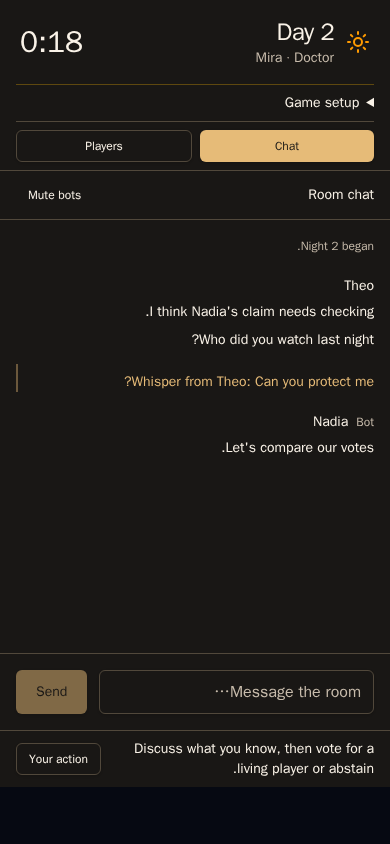 Day 2
0:18
Mira · Doctor
Game setup
Players
Chat
Room chat
Mute bots
Night 2 began.
Theo
I think Nadia's claim needs checking.
Who did you watch last night?
Whisper from Theo: Can you protect me?
Nadia Bot
Let's compare our votes.
Message the room…
Send
Discuss what you know, then vote for a
living player or abstain.
Your action